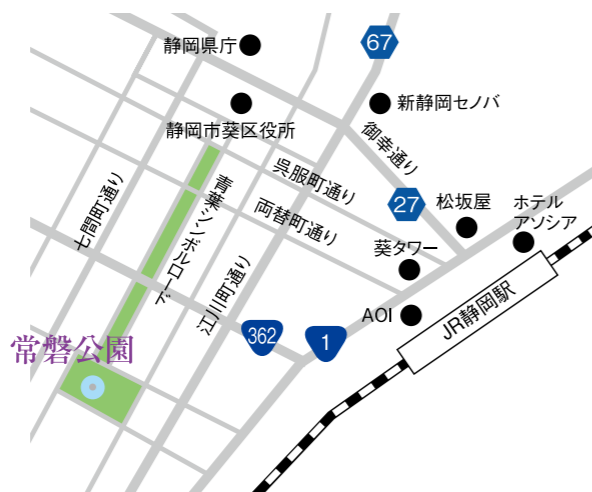 静岡県庁
67
新静岡セノバ
静岡市葵区役所
御幸通り
呉服町通り
青葉シンボルロード
両替町通り
27
松坂屋
ホテル
アソシア
七間町通り
葵タワー
江川町通り
AOI
JR静岡駅
362
1
常磐公園